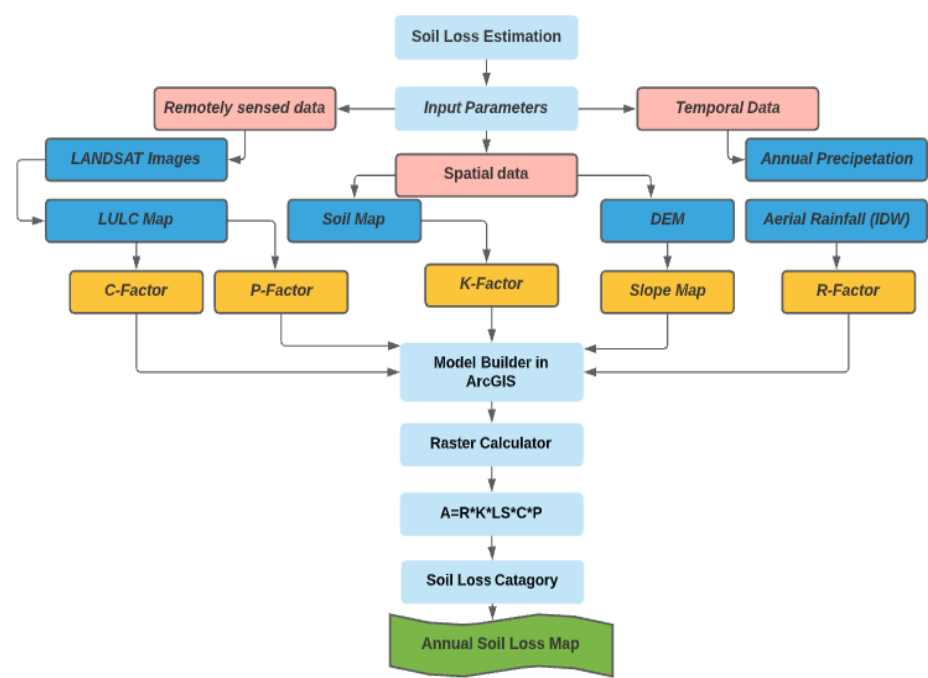 Soil Loss Estimation
Remotely sensed data
Input Parameters
Temporal Data
LANDSAT Images
Spatial data
Annual Precipetation
LULC Map
Soil Map
DEM
Aerial Rainfall (IDW)
C-Factor
P-Factor
K-Factor
Slope Map
R-Factor
Model Builder in
ArcGIS
Raster Calculator
A=R*K*LS*C*P
Soil Loss Catagory
Annual Soil Loss Map